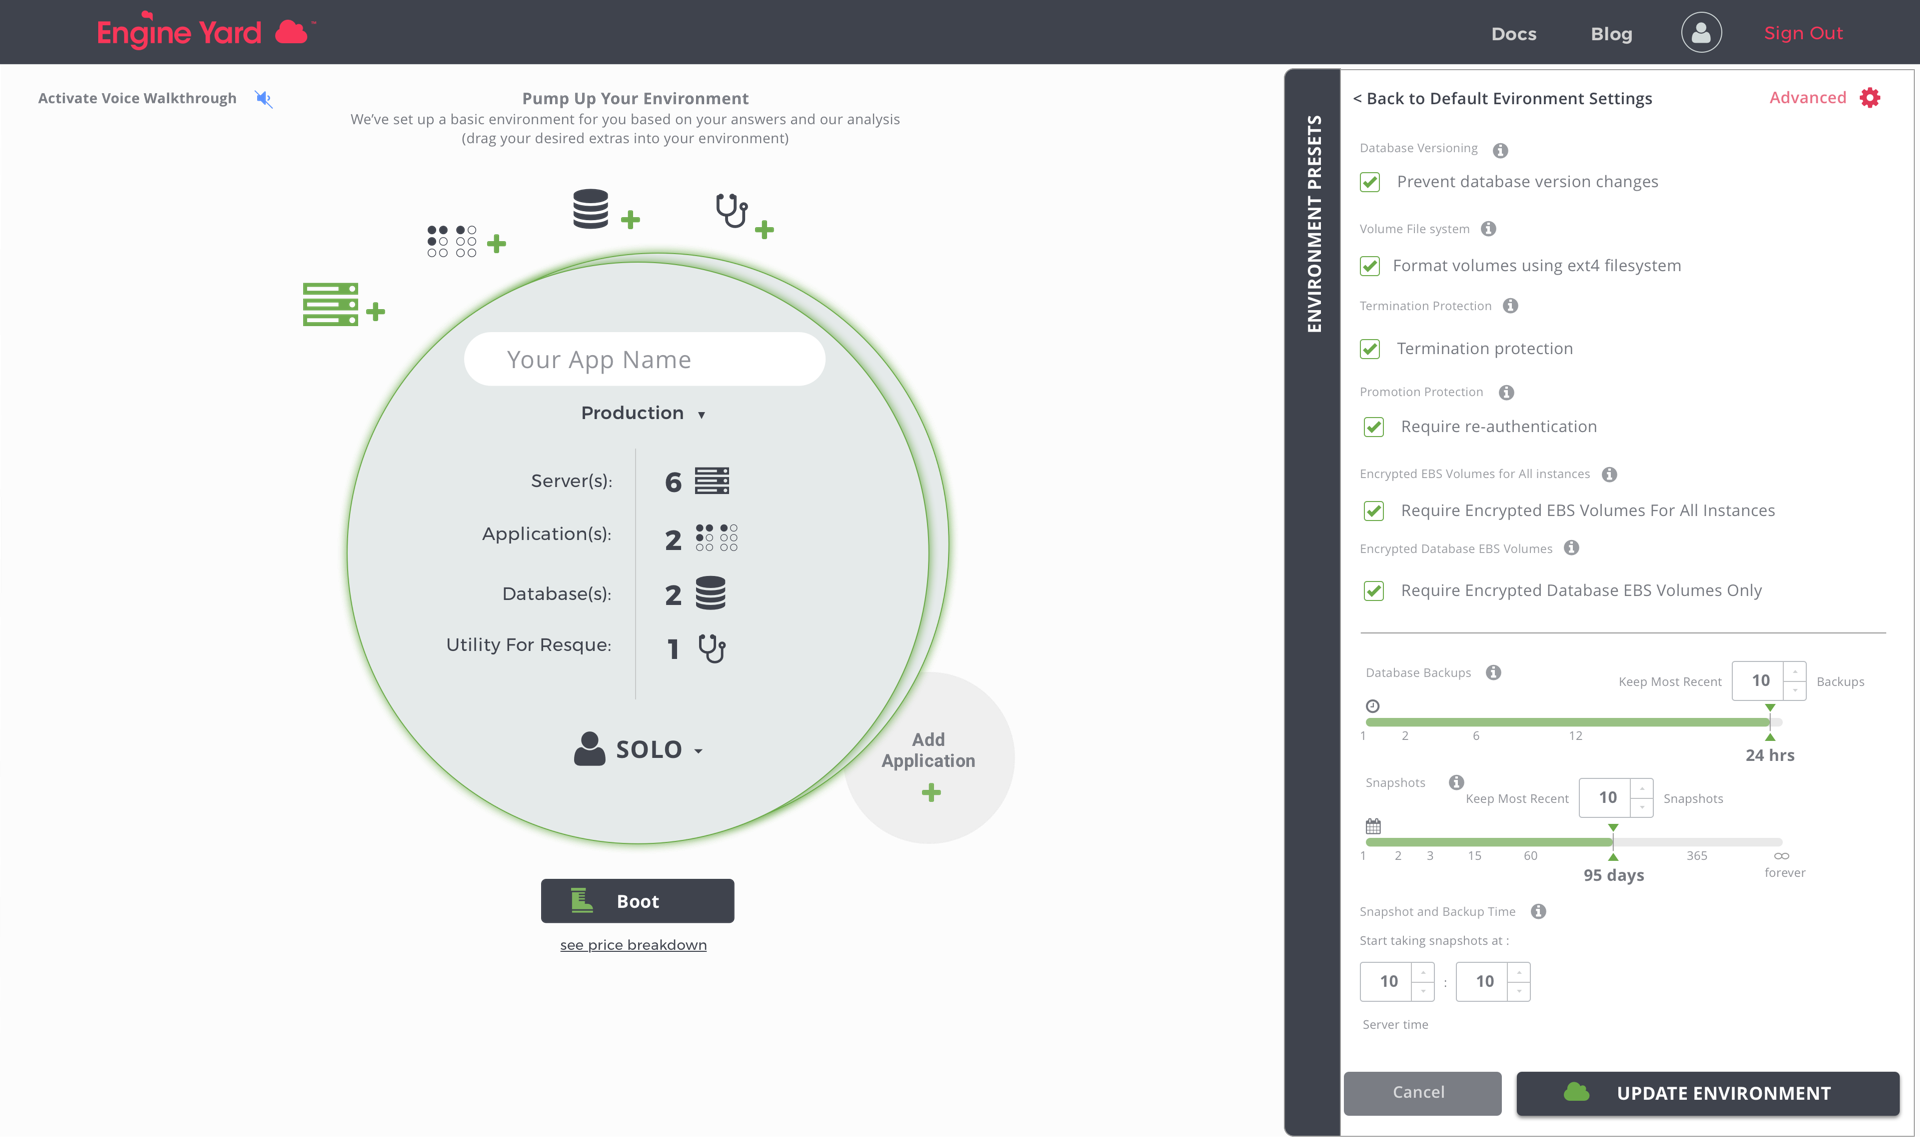 Engine Yard ™
Docs
Blog
Sign Out
Activate Voice Walkthrough
Pump Up Your Environment
We've set up a basic environment for you based on your answers and our analysis
(drag your desired extras into your environment)
Your App Name
Production
Server(s): 6
Application(s): 2
Database(s): 2
Utility For Resque: 1
SOLO
Add
Application
Boot
see price breakdown
ENVIRONMENT PRESETS
< Back to Default Evironment Settings
Advanced
Database Versioning
Prevent database version changes
Volume File system
Format volumes using ext4 filesystem
Termination Protection
Termination protection
Promotion Protection
Require re-authentication
Encrypted EBS Volumes for All instances
Require Encrypted EBS Volumes For All Instances
Encrypted Database EBS Volumes
Require Encrypted Database EBS Volumes Only
Database Backups
Keep Most Recent 10 Backups
1 2 6 12
24 hrs
Snapshots
Keep Most Recent 10 Snapshots
1 2 3 15 60 365 ∞
forever
95 days
Snapshot and Backup Time
Start taking snapshots at :
10 : 10
Server time
Cancel
UPDATE ENVIRONMENT